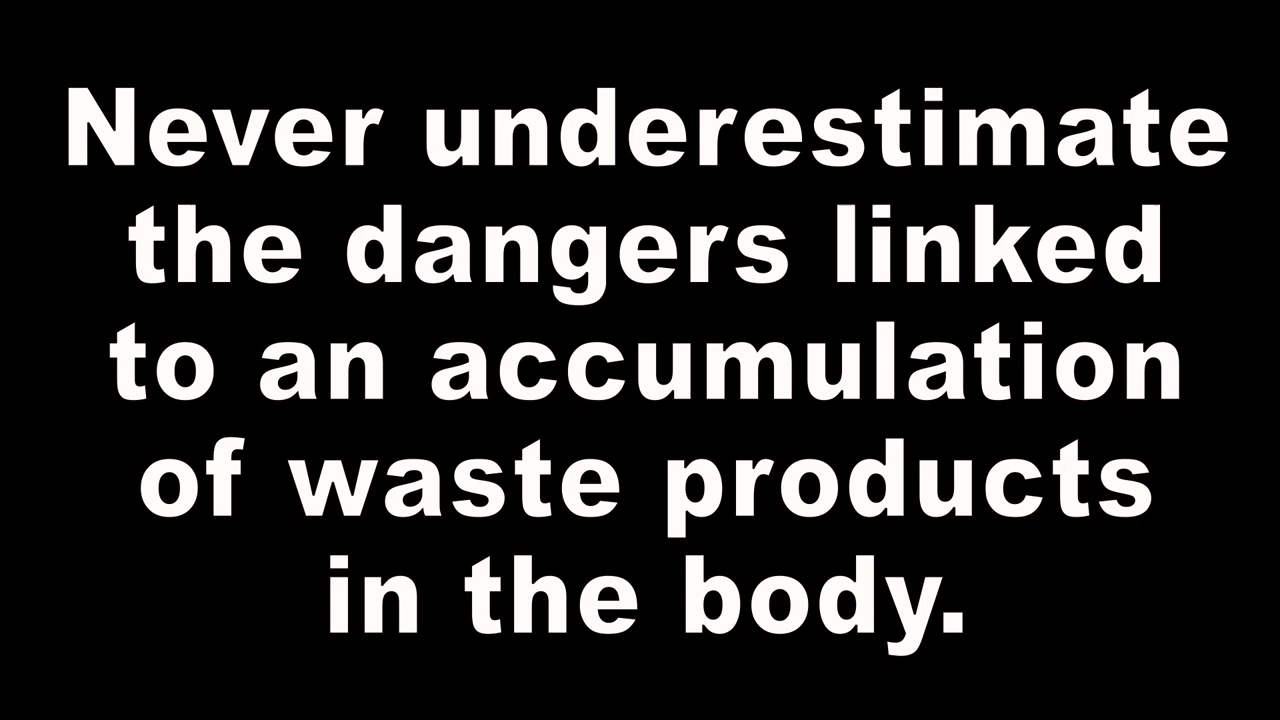 Never underestimate
the dangers linked
to an accumulation
of waste products
in the body.